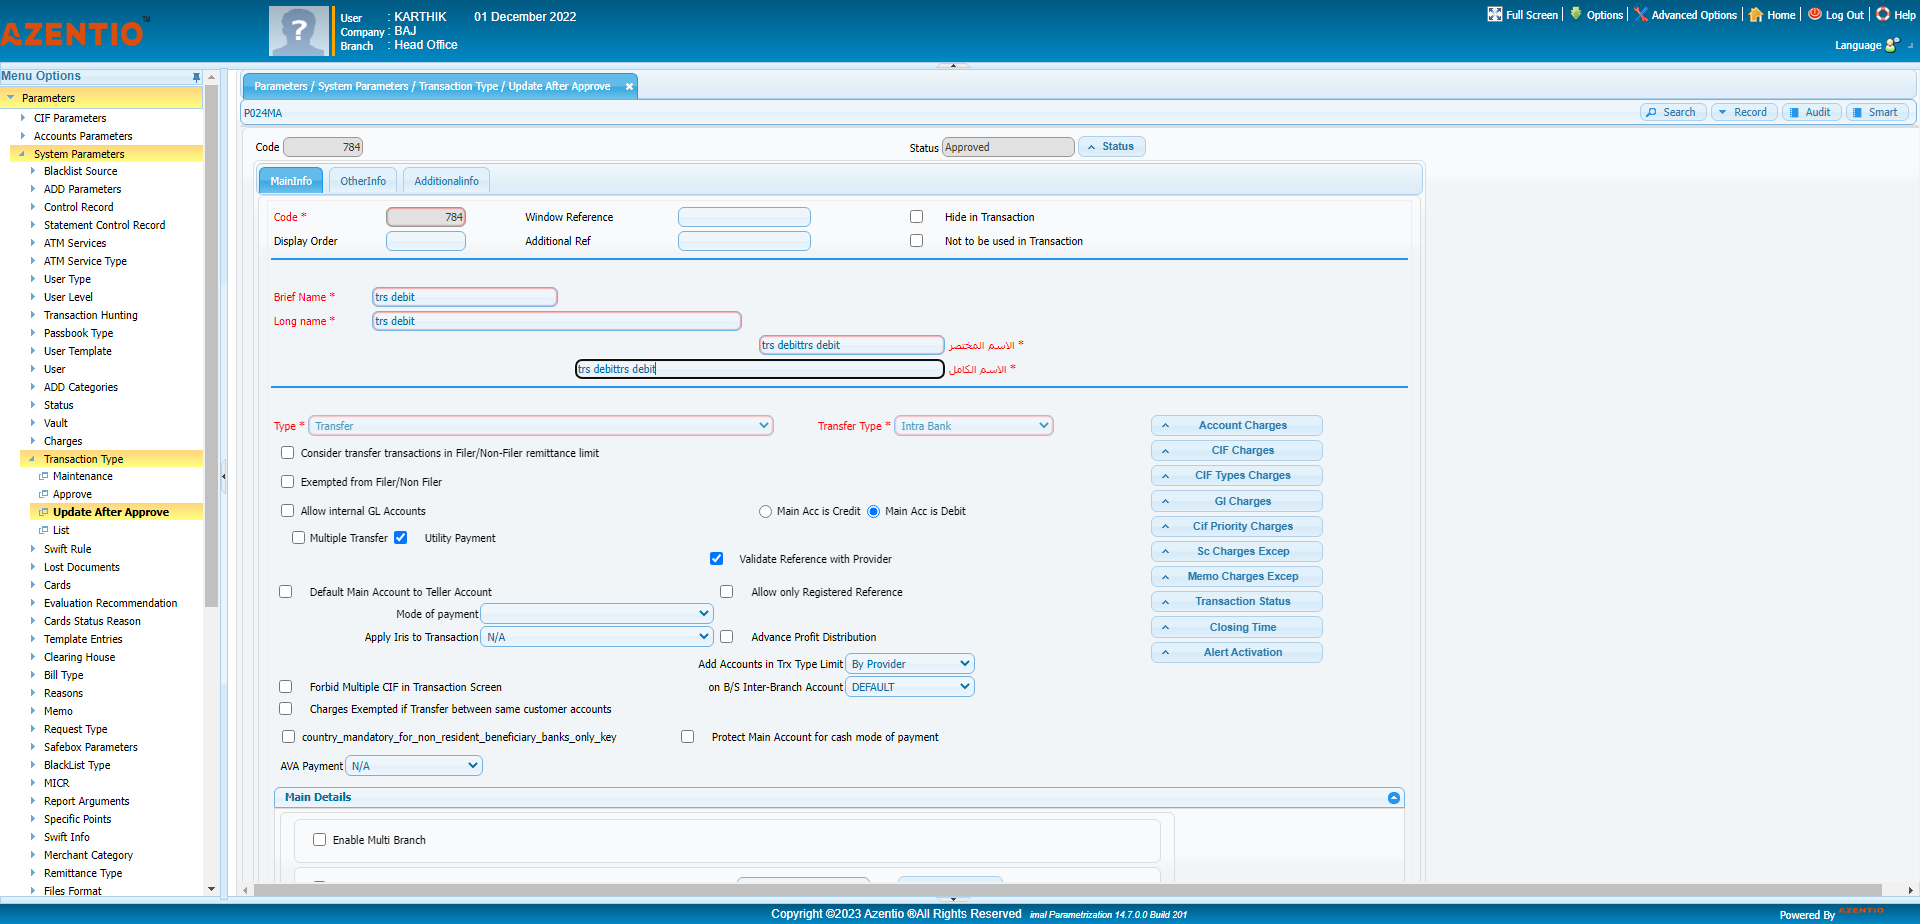 AZENTIO™
User : KARTHIK 01 December 2022
Company : BAJ
Branch : Head Office
Full Screen Options Advanced Options Home Log Out Help
Language
Menu Options
Parameters
CIF Parameters
Accounts Parameters
System Parameters
Blacklist Source
ADD Parameters
Control Record
Statement Control Record
ATM Services
ATM Service Type
User Type
User Level
Transaction Hunting
Passbook Type
User Template
User
ADD Categories
Status
Vault
Charges
Transaction Type
Maintenance
Approve
Update After Approve
List
Swift Rule
Lost Documents
Cards
Evaluation Recommendation
Cards Status Reason
Template Entries
Clearing House
Bill Type
Reasons
Memo
Request Type
Safebox Parameters
BlackList Type
MICR
Report Arguments
Specific Points
Swift Info
Merchant Category
Remittance Type
Files Format
Parameters / System Parameters / Transaction Type / Update After Approve
P024MA
Search Record Audit Smart
Code 784 Status Approved Status
MainInfo OtherInfo Additionalinfo
Code * 784 Window Reference Hide in Transaction
Display Order Additional Ref Not to be used in Transaction
Brief Name * trs debit
Long name * trs debit
trs debittrs debit الاسم المختصر *
trs debittrs debit الاسم الكامل *
Type * Transfer Transfer Type * Intra Bank
Consider transfer transactions in Filer/Non-Filer remittance limit
Exempted from Filer/Non Filer
Allow internal GL Accounts Main Acc is Credit Main Acc is Debit
Multiple Transfer Utility Payment
Validate Reference with Provider
Default Main Account to Teller Account Allow only Registered Reference
Mode of payment
Apply Iris to Transaction N/A Advance Profit Distribution
Add Accounts in Trx Type Limit By Provider
Forbid Multiple CIF in Transaction Screen on B/S Inter-Branch Account DEFAULT
Charges Exempted if Transfer between same customer accounts
country_mandatory_for_non_resident_beneficiary_banks_only_key Protect Main Account for cash mode of payment
AVA Payment N/A
Account Charges
CIF Charges
CIF Types Charges
Gl Charges
Cif Priority Charges
Sc Charges Excep
Memo Charges Excep
Transaction Status
Closing Time
Alert Activation
Main Details
Enable Multi Branch
Copyright ©2023 Azentio ®All Rights Reserved imal Parametrization 14.7.0.0 Build 201
Powered By AZENTIO